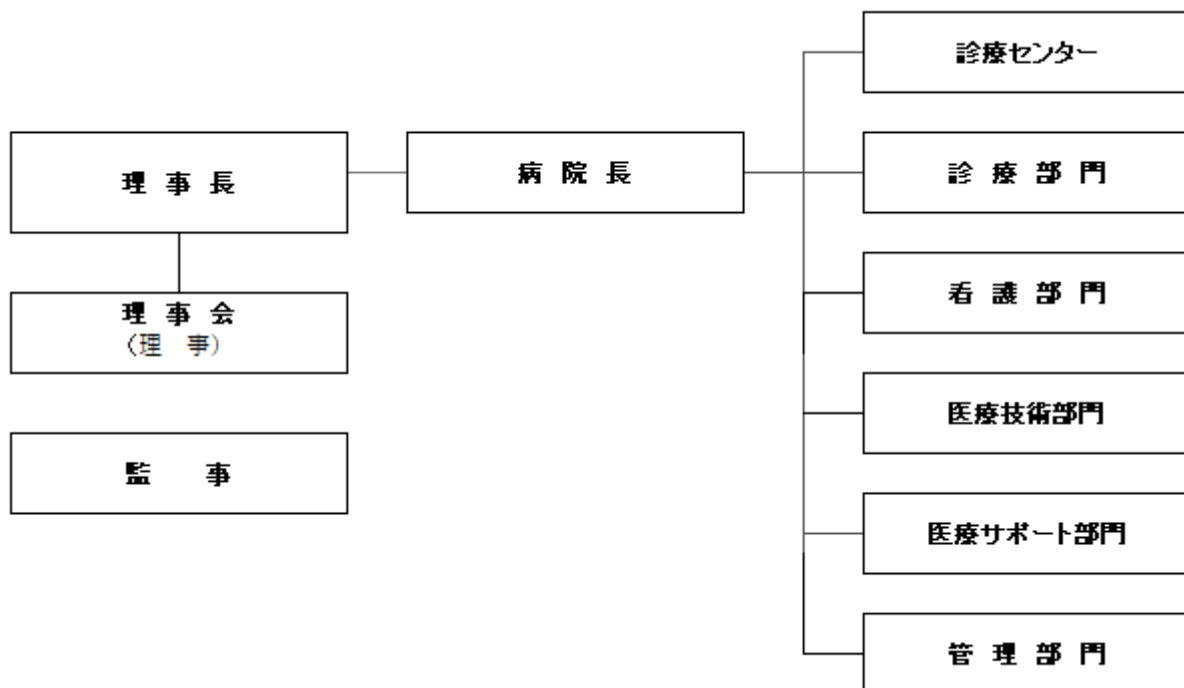 理 事 長
理 事 会
（理　事）
監　　事
病 院 長
診療センター
診 療 部 門
看 護 部 門
医療技術部門
医療サポート部門
管 理 部 門